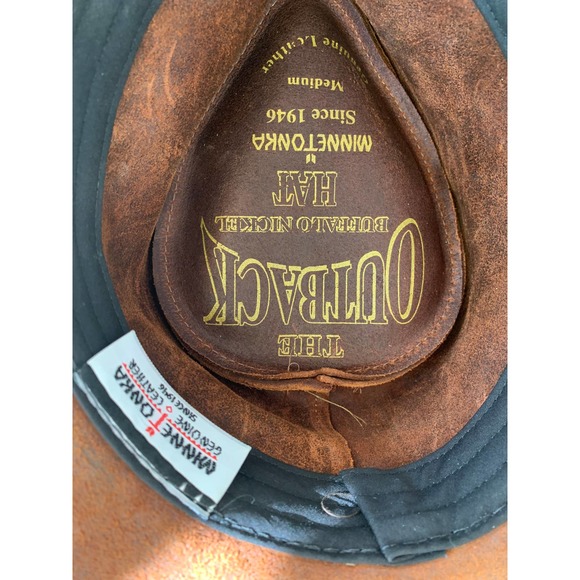 THE
OUTBACK
BUFFALO NICKEL
HAT
MINNETONKA
Since 1946
Medium
Genuine Leather
MINNETONKA
GENUINE LEATHER
SINCE 1946